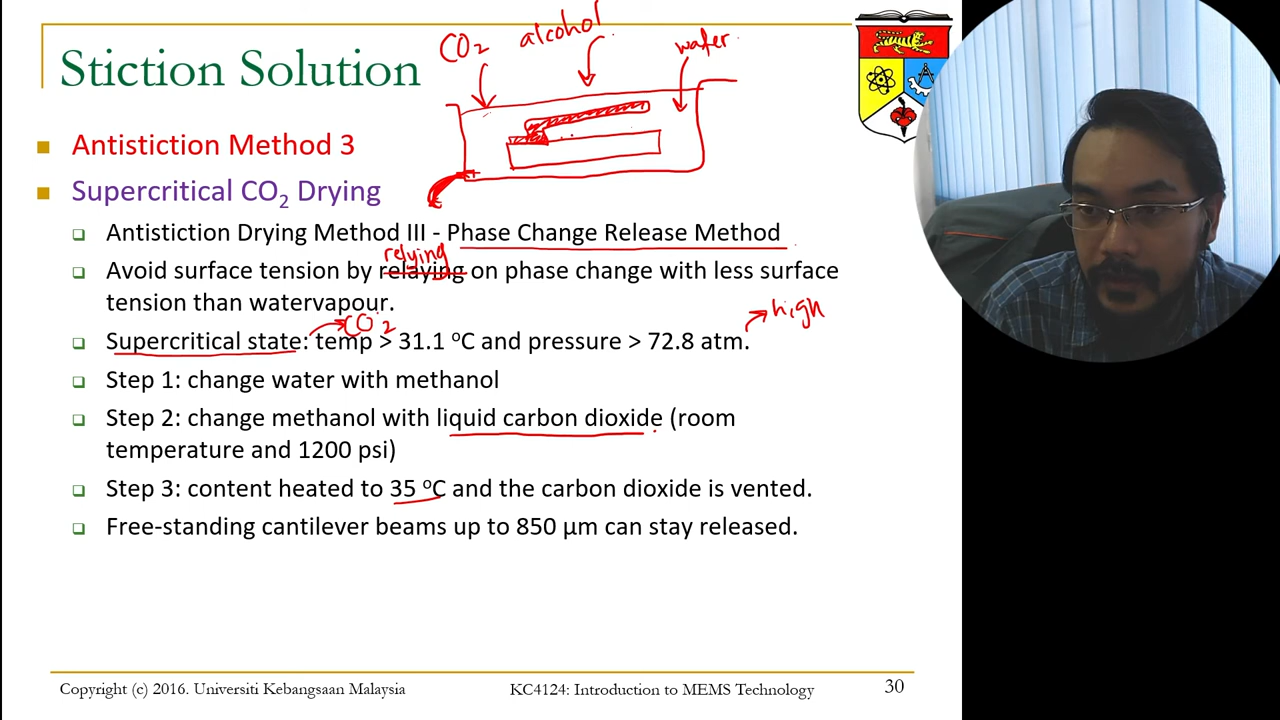 CO₂ alcohol water
Stiction Solution
Antistiction Method 3
Supercritical CO₂ Drying
Antistiction Drying Method III - Phase Change Release Method
relying
Avoid surface tension by relaying on phase change with less surface
tension than watervapour.
CO₂ high
Supercritical state: temp > 31.1 ºC and pressure > 72.8 atm.
Step 1: change water with methanol
Step 2: change methanol with liquid carbon dioxide (room
temperature and 1200 psi)
Step 3: content heated to 35 ºC and the carbon dioxide is vented.
Free-standing cantilever beams up to 850 µm can stay released.
Copyright (c) 2016. Universiti Kebangsaan Malaysia KC4124: Introduction to MEMS Technology 30